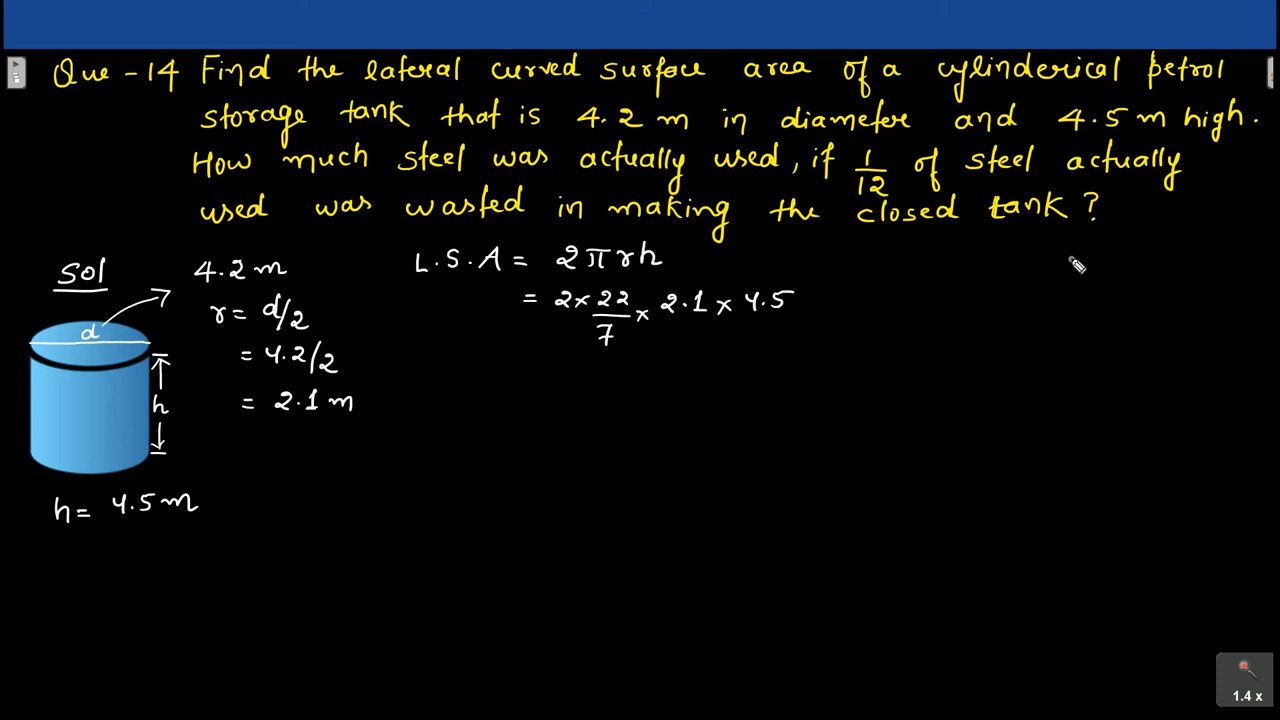 Que - 14 Find the lateral curved surface area of a cylinderical petrol
storage tank that is 4.2 m in diameter and 4.5 m high.
How much steel was actually used, if 1/12 of steel actually
used was wasted in making the closed tank?
Sol
4.2 m
r = d/2
= 4.2/2
= 2.1 m
d
h
h = 4.5 m
L.S.A = 2πrh
= 2 × 22/7 × 2.1 × 4.5
1.4 x